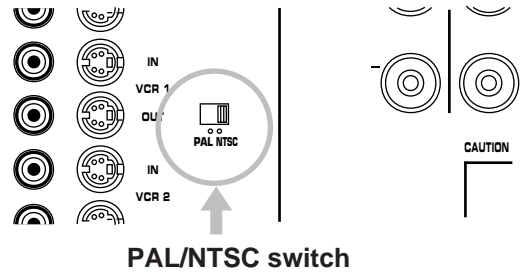 IN
VCR 1
OUT
PAL NTSC
CAUTION
IN
VCR 2
PAL/NTSC switch